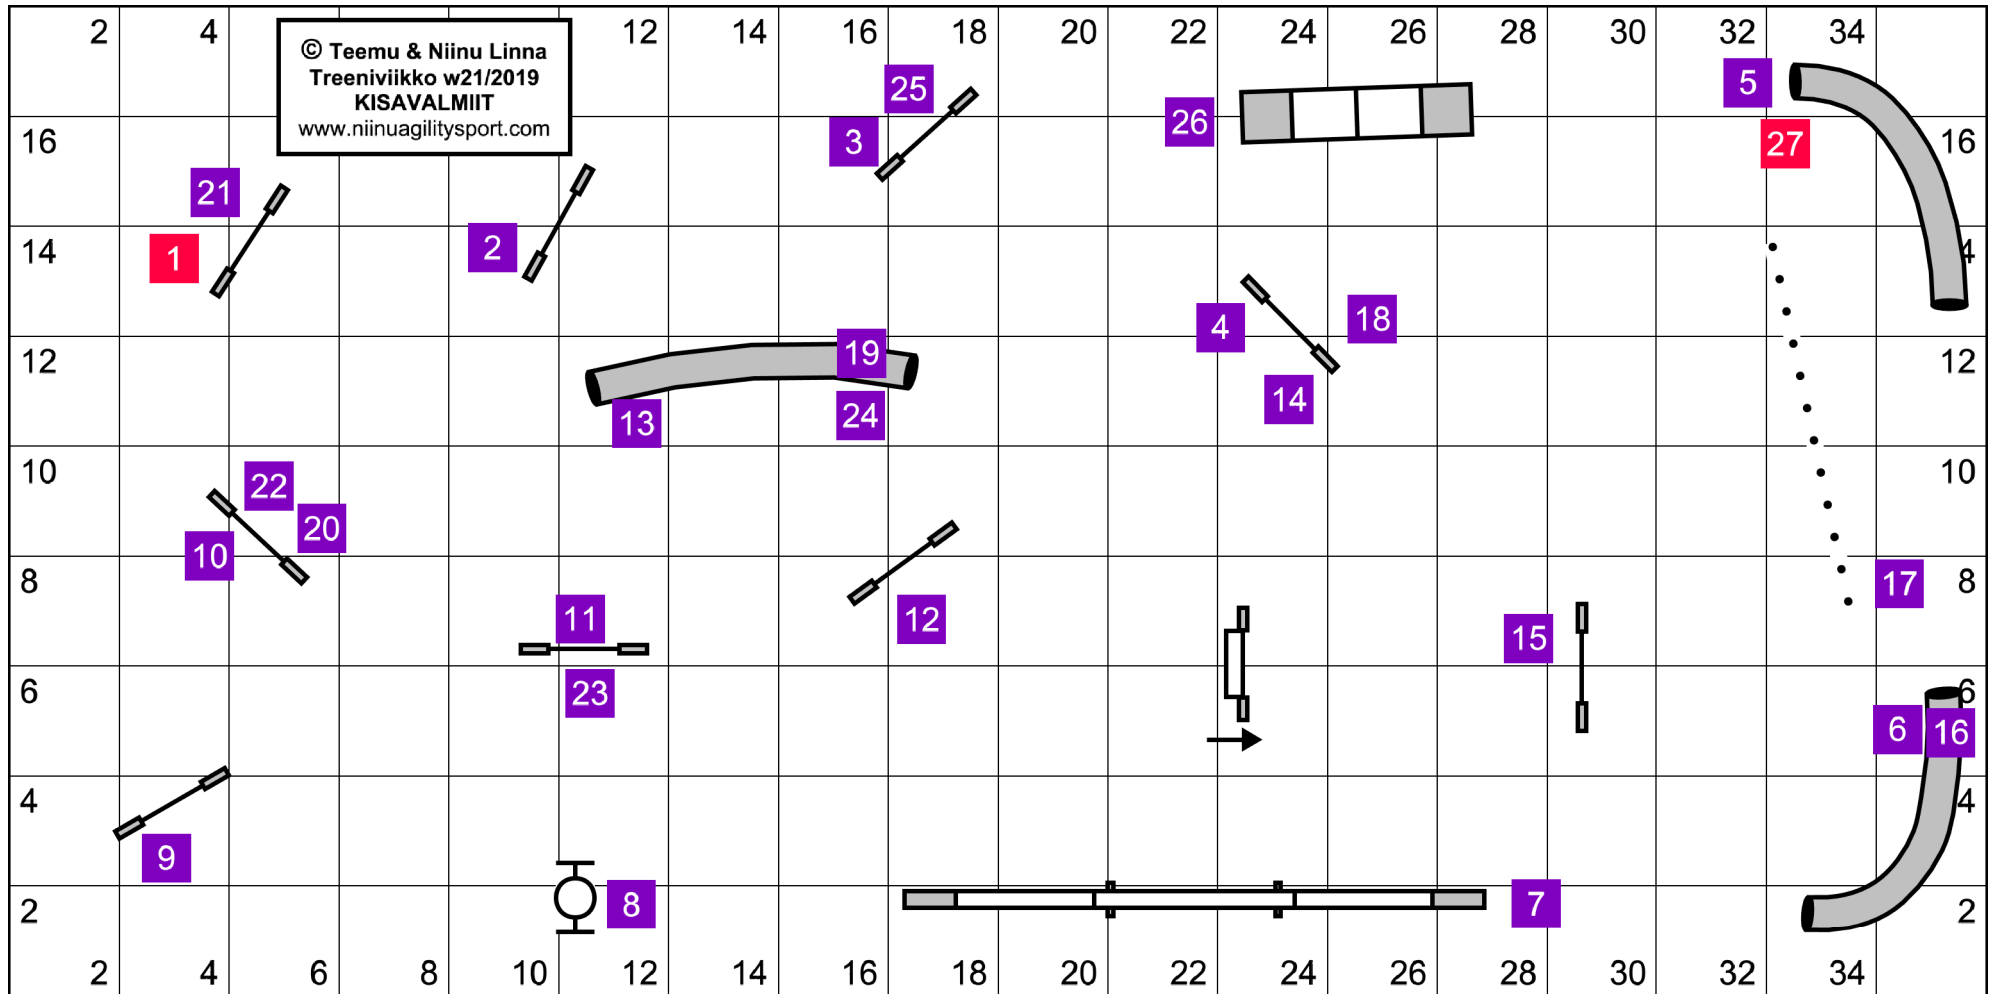 2 4 12 14 16 18 20 22 24 26 28 30 32 34
© Teemu & Niinu Linna
Treeniviikko w21/2019
KISAVALMIIT
www.niinuagilitysport.com
25 5
26
16 3 27 16
21
14 1 2 4
4 18
12 19 12
14
13 24
10 22 10
20
10
8 17 8
11 12 15
6 23 6
6 16
4 4
9
2 8 7 2
2 4 6 8 10 12 14 16 18 20 22 24 26 28 30 32 34